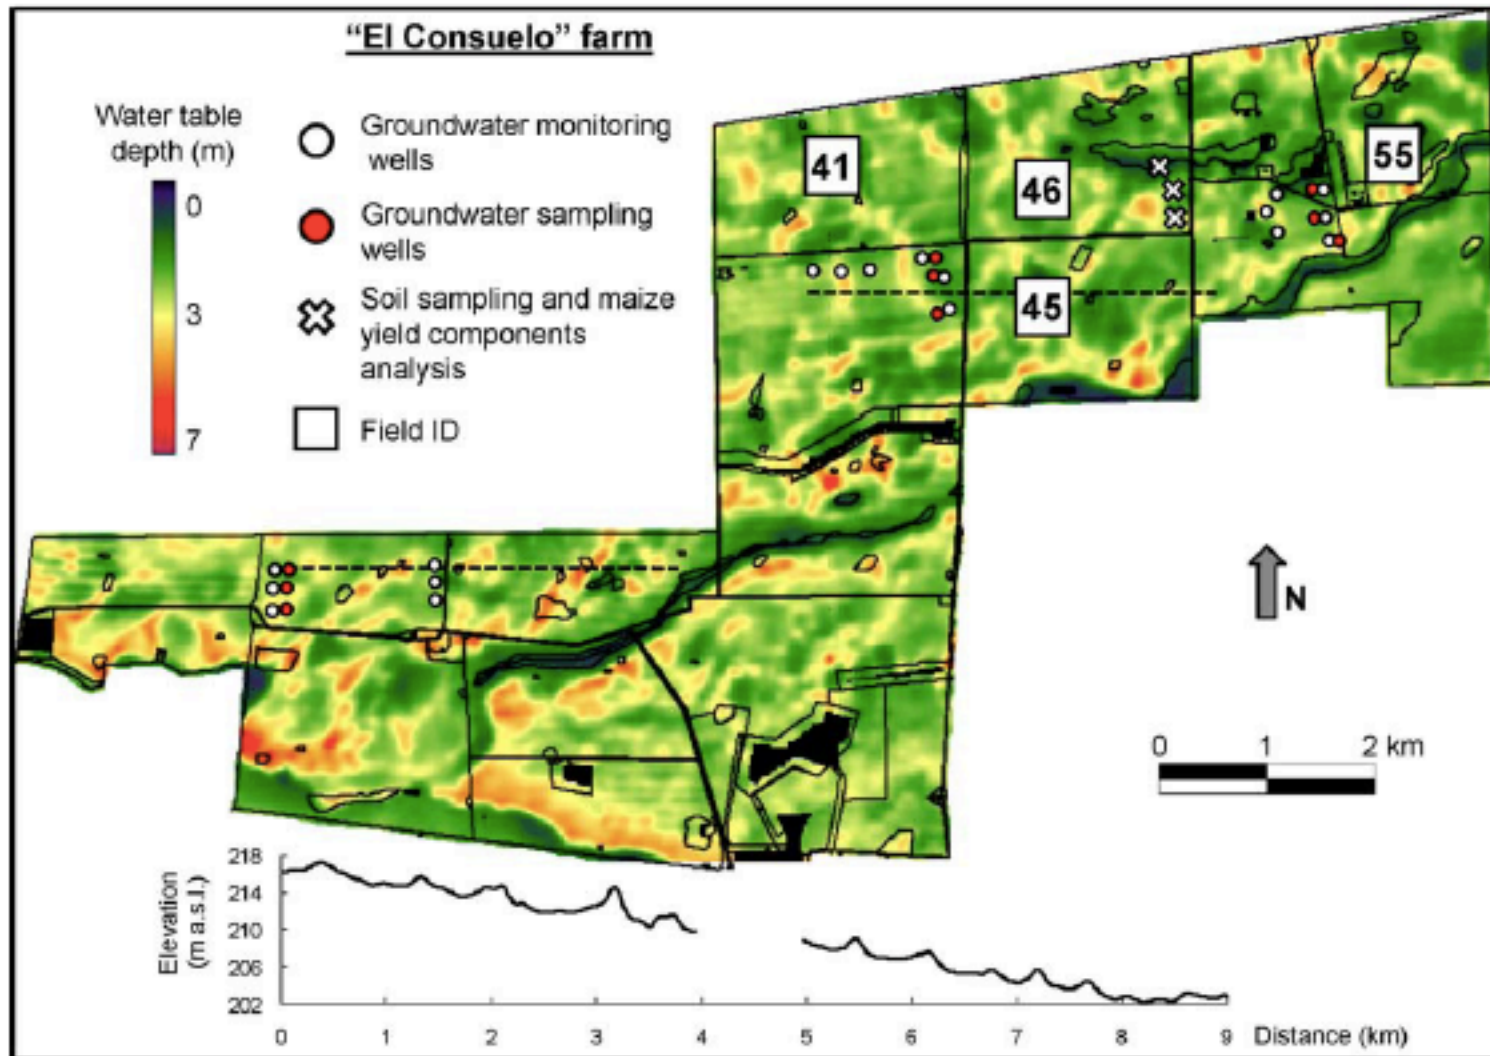 “El Consuelo” farm
Water table
depth (m)
0
3
7
Groundwater monitoring
wells
Groundwater sampling
wells
Soil sampling and maize
yield components
analysis
Field ID
41
46
55
45
N
0 1 2 km
Elevation
(m a.s.l.)
218
214
210
206
202
0 1 2 3 4 5 6 7 8 9 Distance (km)